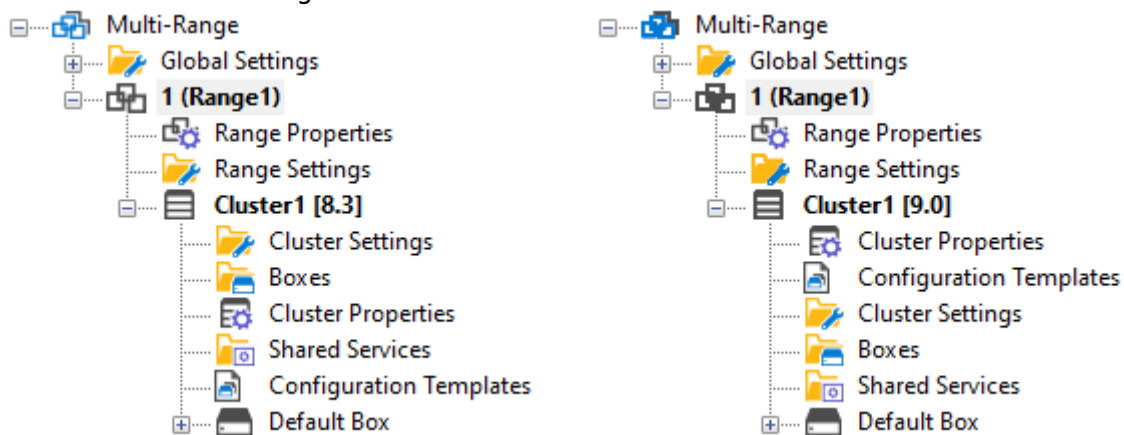 Multi-Range
Global Settings
1 (Range1)
Range Properties
Range Settings
Cluster1 [8.3]
Cluster Settings
Boxes
Cluster Properties
Shared Services
Configuration Templates
Default Box
Multi-Range
Global Settings
1 (Range1)
Range Properties
Range Settings
Cluster1 [9.0]
Cluster Properties
Configuration Templates
Cluster Settings
Boxes
Shared Services
Default Box